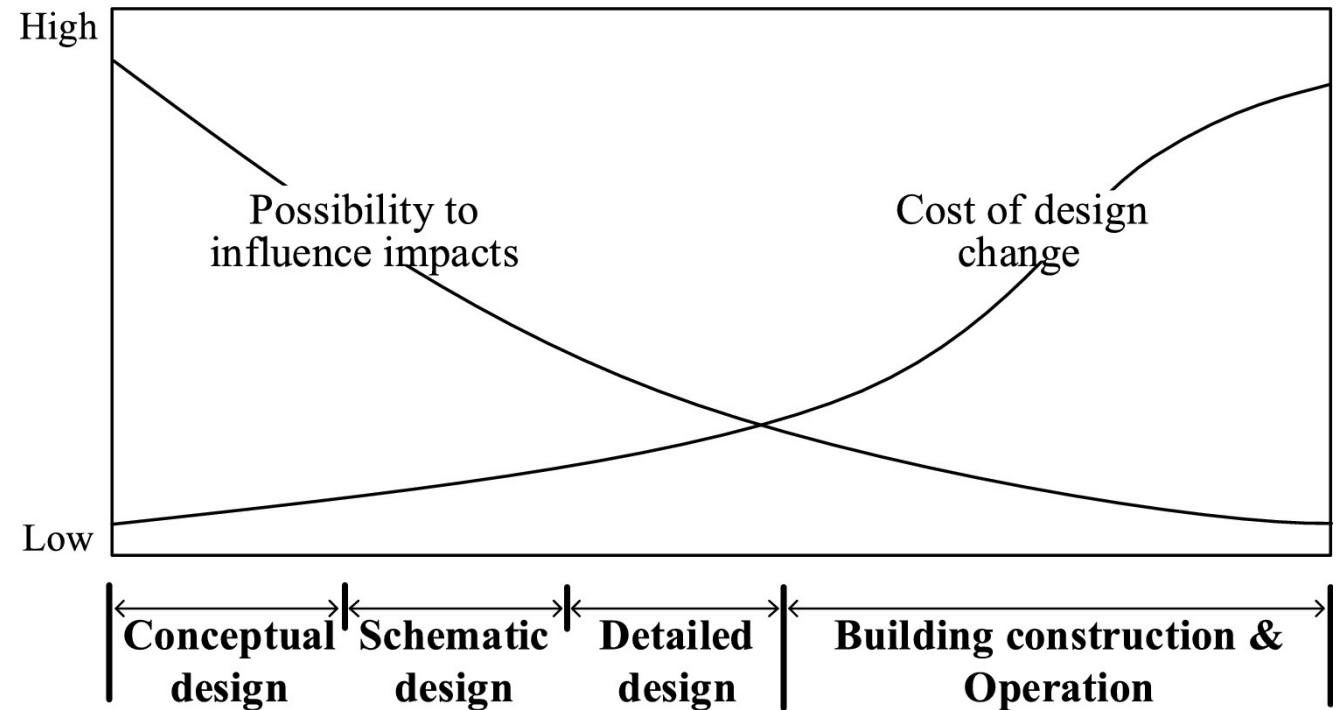 High
Possibility to
influence impacts
Cost of design
change
Low
Conceptual
design
Schematic
design
Detailed
design
Building construction &
Operation